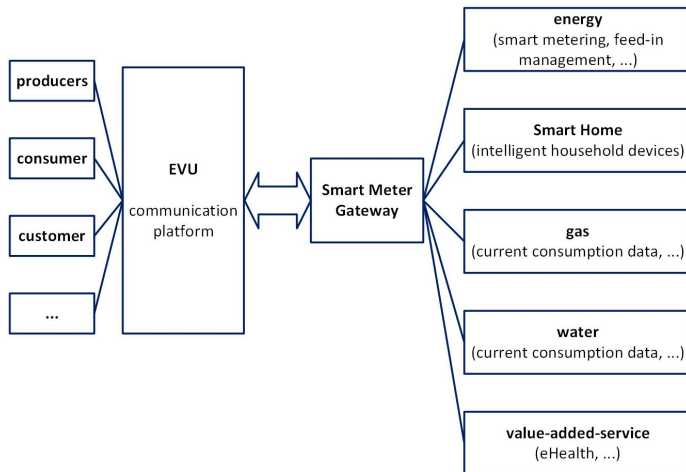 producers
consumer
customer
...
EVU
communication
platform
Smart Meter
Gateway
energy
(smart metering, feed-in
management, ...)
Smart Home
(intelligent household devices)
gas
(current consumption data, ...)
water
(current consumption data, ...)
value-added-service
(eHealth, ...)